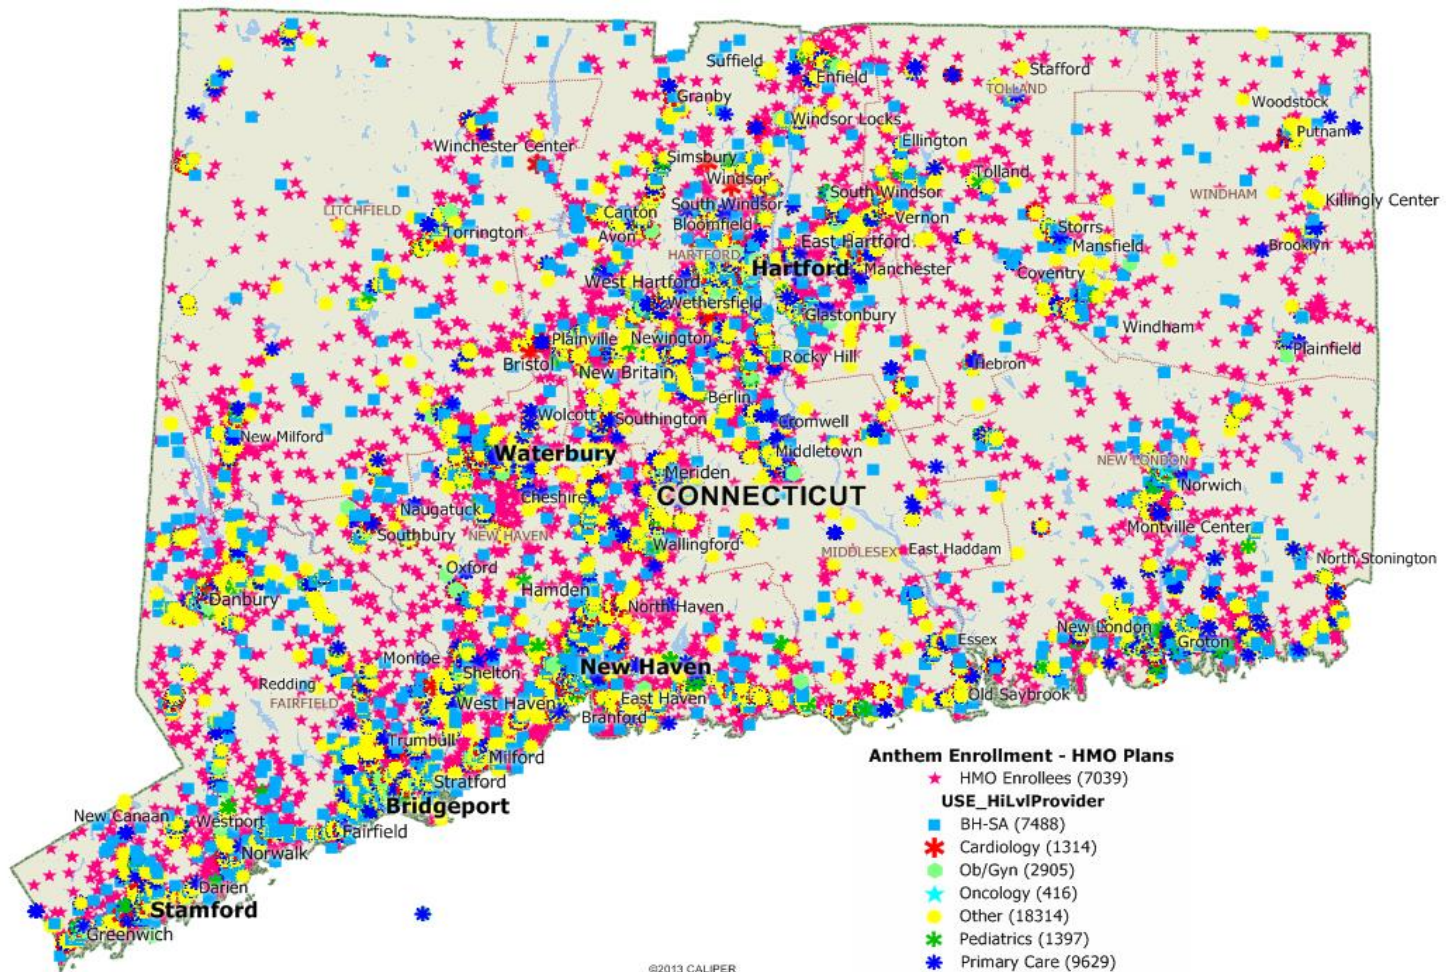 Suffield
Enfield
Stafford
TOLLAND
Granby
Woodstock
Windsor Locks
Putnam
Winchester Center
Ellington
Simsbury
Windsor
Tolland
South Windsor
WINDHAM
Killingly Center
LITCHFIELD
Canton
South Windsor
Bloomfield
Vernon
Torrington
Avon
Storrs
East Hartford
Mansfield
Brooklyn
HARTFORD
Hartford
Manchester
Coventry
West Hartford
Wethersfield
Glastonbury
Windham
Plainville
Newington
Plainfield
Rocky Hill
Bristol
Hebron
New Britain
Berlin
Wolcott
Southington
Cromwell
New Milford
Waterbury
Middletown
NEW LONDON
Meriden
Norwich
Cheshire
CONNECTICUT
Naugatuck
Montville Center
Southbury
NEW HAVEN
Wallingford
MIDDLESEX
East Haddam
North Stonington
Oxford
Hamden
Danbury
North Haven
New London
Essex
Groton
Monroe
New Haven
Shelton
Redding
Old Saybrook
FAIRFIELD
West Haven
East Haven
Branford
Trumbull
Milford
Stratford
Bridgeport
New Canaan
Westport
Fairfield
Norwalk
Darien
Stamford
Greenwich
Anthem Enrollment - HMO Plans
HMO Enrollees (7039)
USE_HiLvlProvider
BH-SA (7488)
Cardiology (1314)
Ob/Gyn (2905)
Oncology (416)
Other (18314)
Pediatrics (1397)
Primary Care (9629)
©2013 CALIPER